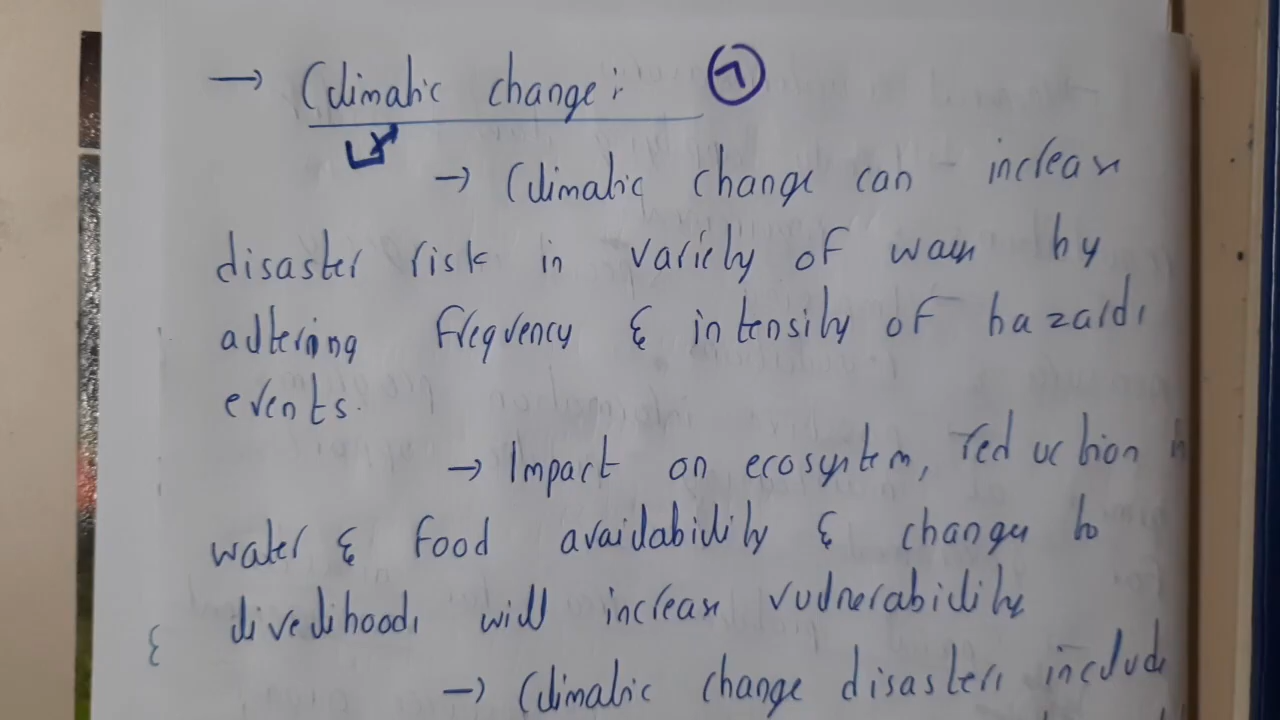 → Climatic change: 7
→ Climatic change can increase
disaster risk in variety of ways by
altering frequency & intensity of hazards
events.
→ Impact on ecosystem, reduction in
water & food availability & changes to
livelihoods will increase vulnerability
&
→ Climatic change disasters include